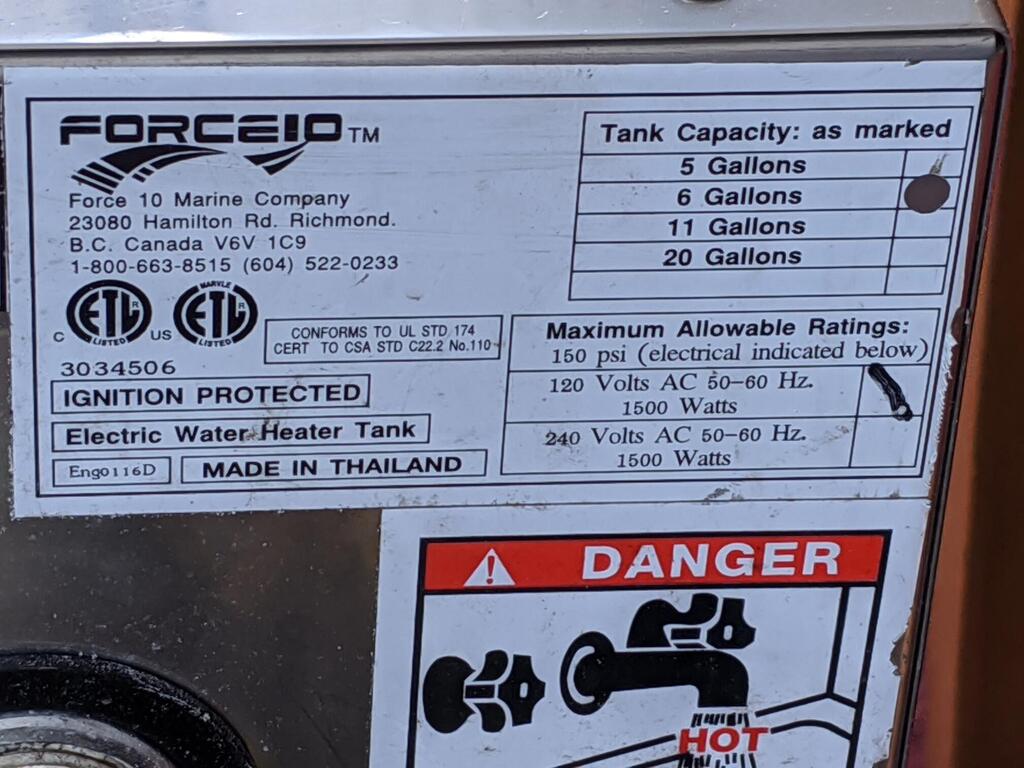 FORCE10 TM
Force 10 Marine Company
23080 Hamilton Rd. Richmond.
B.C. Canada V6V 1C9
1-800-663-8515 (604) 522-0233
C ETL R LISTED US
MARVLE ETL R LISTED
3034506
CONFORMS TO UL STD 174
CERT TO CSA STD C22.2 No.110
IGNITION PROTECTED
Electric Water Heater Tank
Eng0116D
MADE IN THAILAND
Tank Capacity: as marked
5 Gallons
6 Gallons
11 Gallons
20 Gallons
Maximum Allowable Ratings:
150 psi (electrical indicated below)
120 Volts AC 50-60 Hz.
1500 Watts
240 Volts AC 50-60 Hz.
1500 Watts
DANGER
HOT